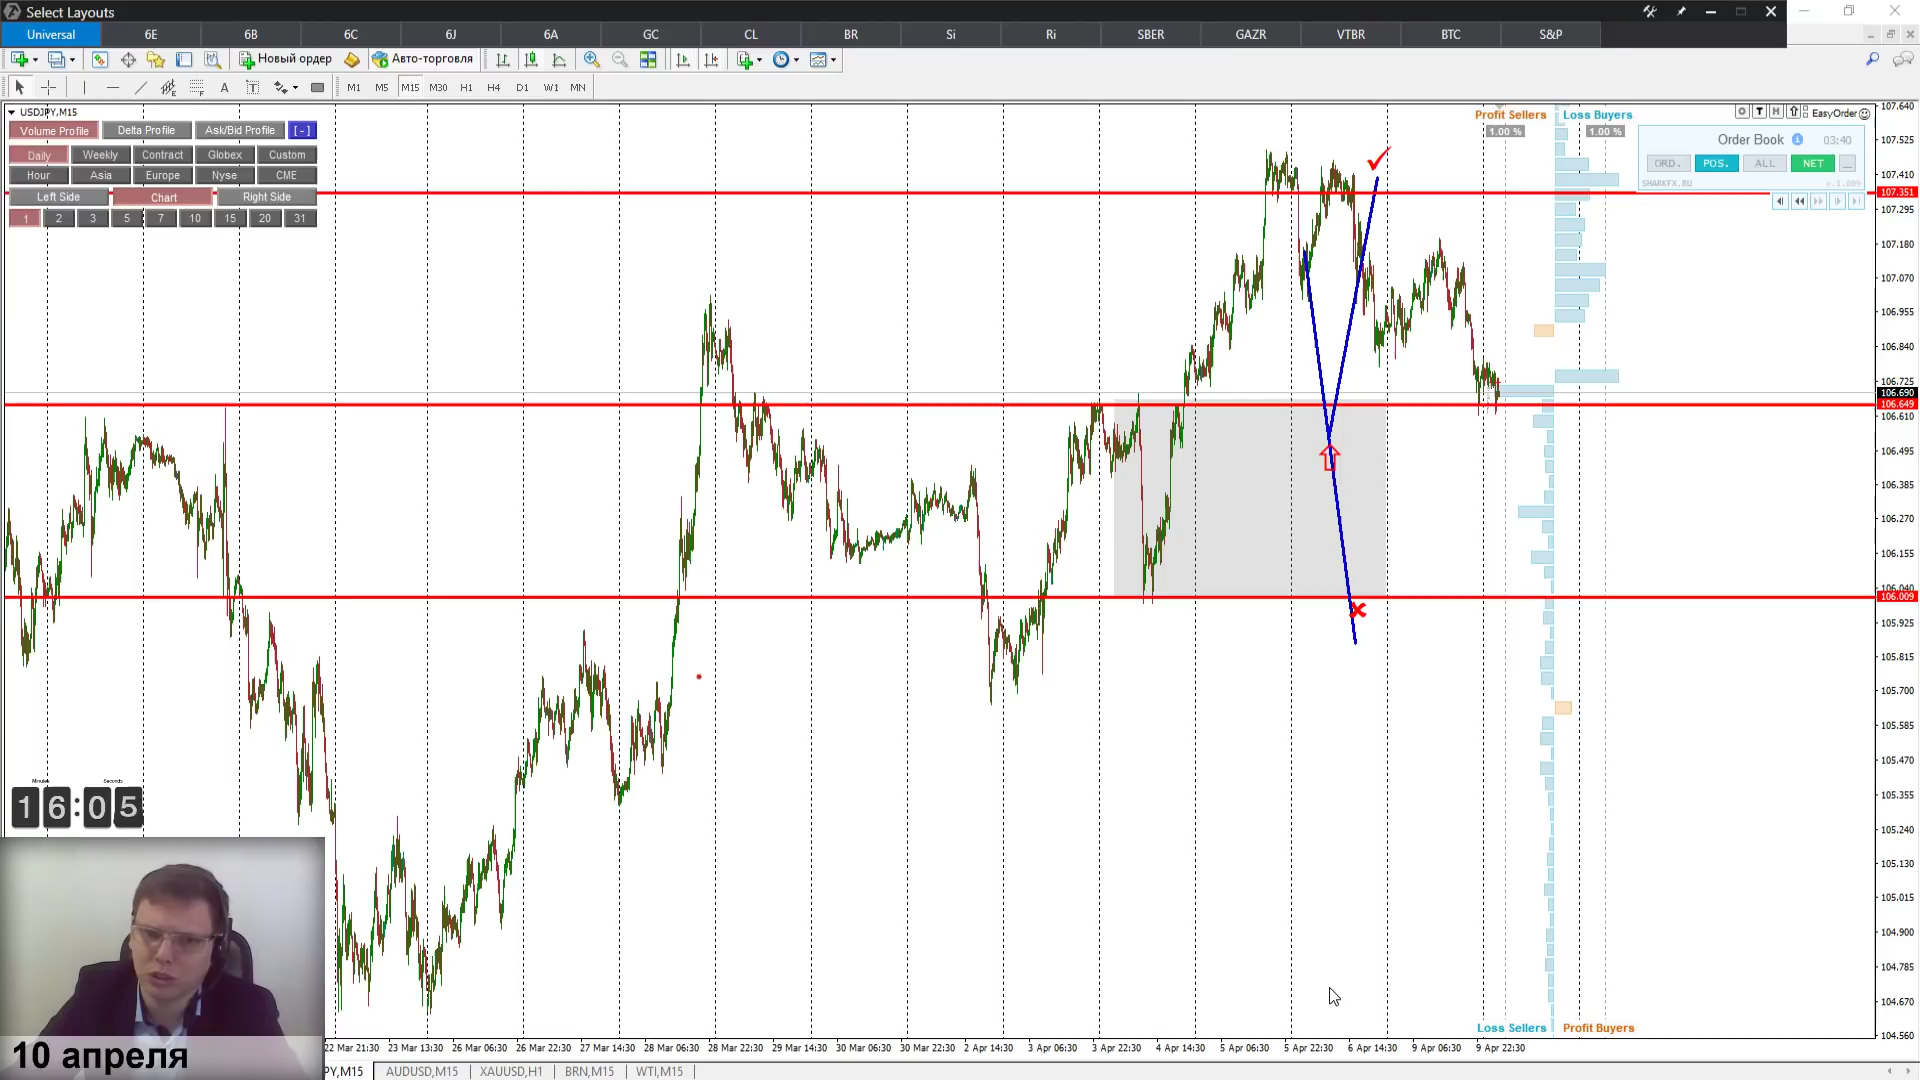 Select Layouts
Universal 6E 6B 6C 6J 6A GC CL BR Si Ri SBER GAZR VTBR BTC S&P
Новый ордер Авто-торговля
A T M1 M5 M15 M30 H1 H4 D1 W1 MN
USDJPY,M15
Volume Profile Delta Profile Ask/Bid Profile [-]
Daily Weekly Contract Globex Custom
Hour Asia Europe Nyse CME
Left Side Chart Right Side
1 2 3 5 7 10 15 20 31
Profit Sellers Loss Buyers
1.00 % 1.00 %
O T H EasyOrder
Order Book 03:40
ORD. POS. ALL NET
SHARKFX.RU
107.640
107.525
107.410
107.351
107.295
107.180
107.070
106.955
106.840
106.725
106.690
106.649
106.610
106.495
106.385
106.270
106.155
106.040
106.009
105.925
105.815
105.700
105.585
105.470
105.355
105.240
105.130
105.015
104.900
104.785
104.670
104.560
Minutes Seconds
16:05
Loss Sellers Profit Buyers
10 апреля
22 Mar 21:30 23 Mar 13:30 26 Mar 06:30 26 Mar 22:30 27 Mar 14:30 28 Mar 06:30 28 Mar 22:30 29 Mar 14:30 30 Mar 06:30 30 Mar 22:30 2 Apr 14:30 3 Apr 06:30 3 Apr 22:30 4 Apr 14:30 5 Apr 06:30 5 Apr 22:30 6 Apr 14:30 9 Apr 06:30 9 Apr 22:30
PY,M15 AUDUSD,M15 XAUUSD,H1 BRN,M15 WTI,M15